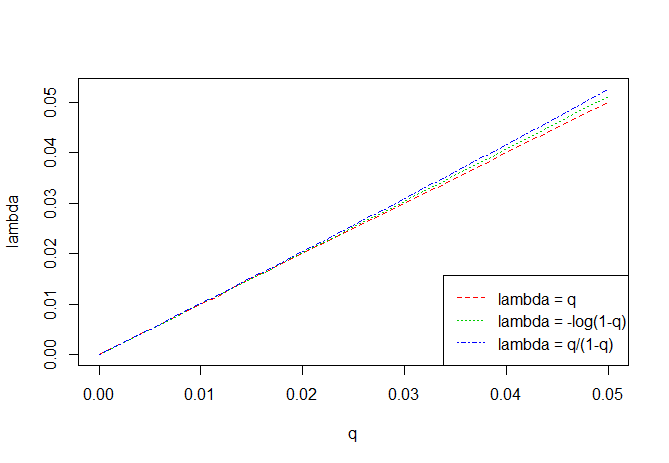 lambda
0.05
0.04
0.03
0.02
0.01
0.00
lambda = q
lambda = -log(1-q)
lambda = q/(1-q)
0.00 0.01 0.02 0.03 0.04 0.05
q